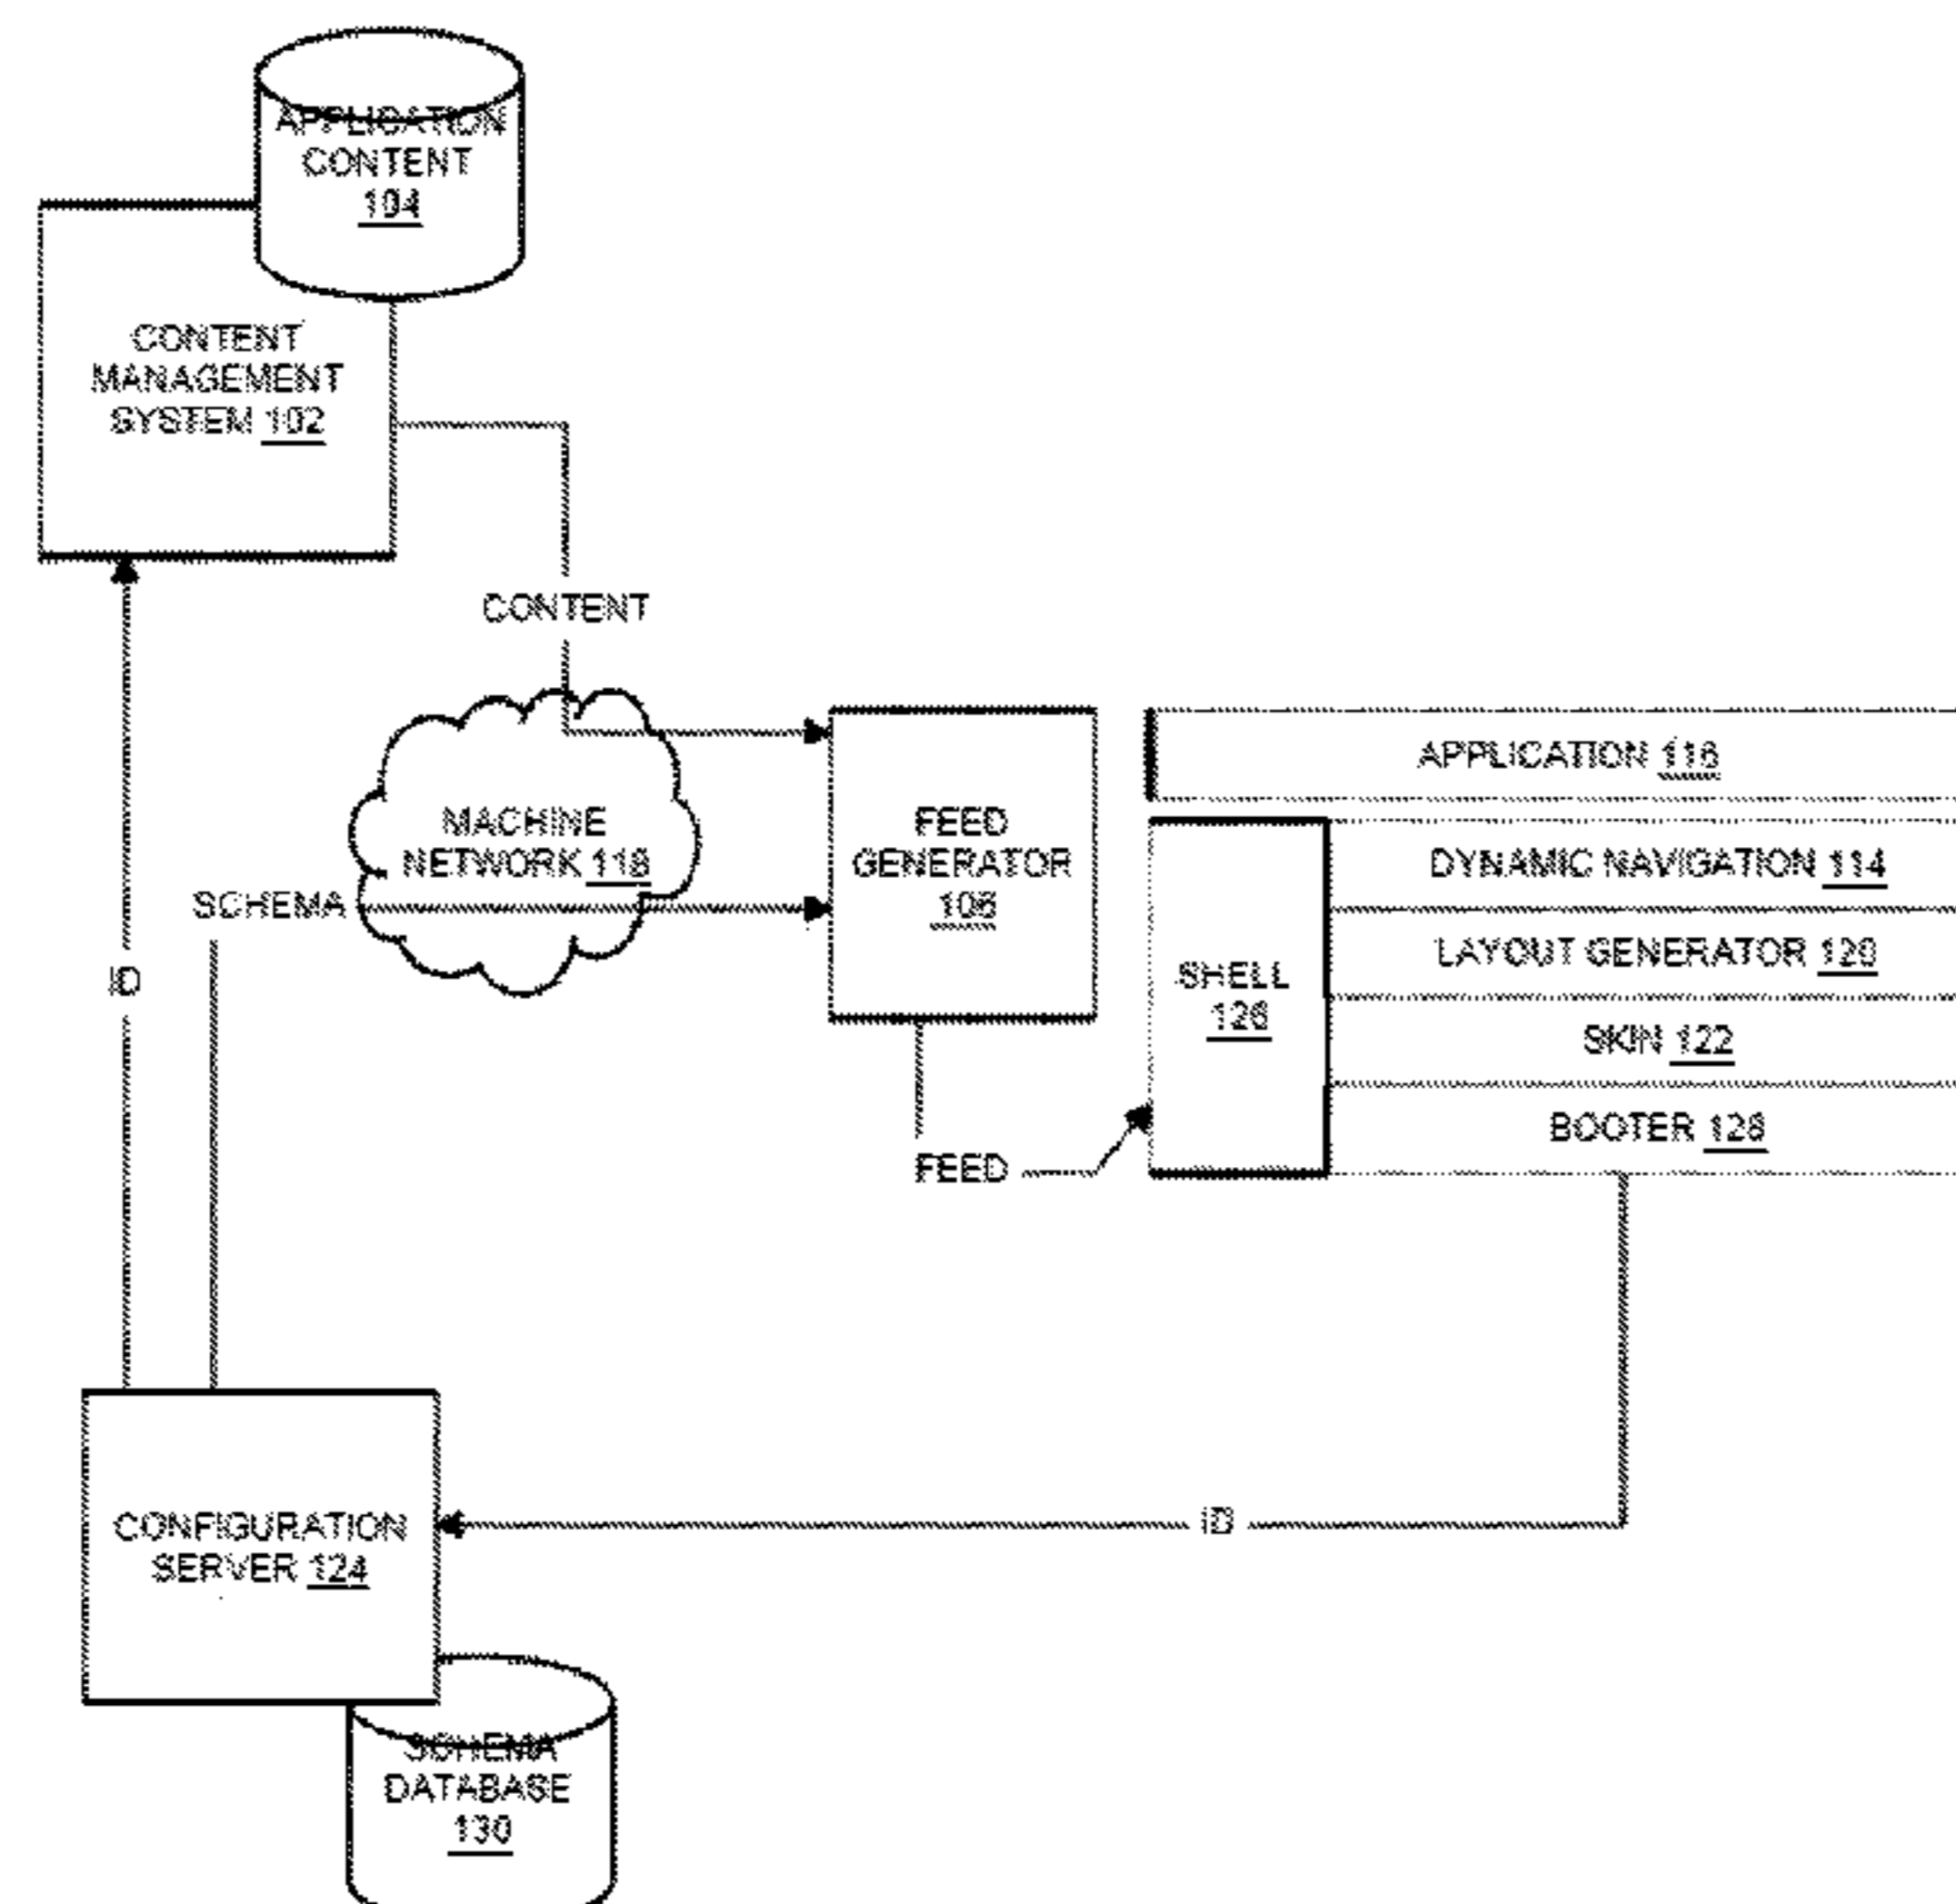 APPLICATION
CONTENT
104
CONTENT
MANAGEMENT
SYSTEM 102
CONTENT
MACHINE
NETWORK 118
SCHEMA
ID
FEED
GENERATOR
106
FEED
APPLICATION 116
SHELL
126
DYNAMIC NAVIGATION 114
LAYOUT GENERATOR 120
SKIN 122
BOOTER 128
ID
CONFIGURATION
SERVER 124
SCHEMA
DATABASE
130